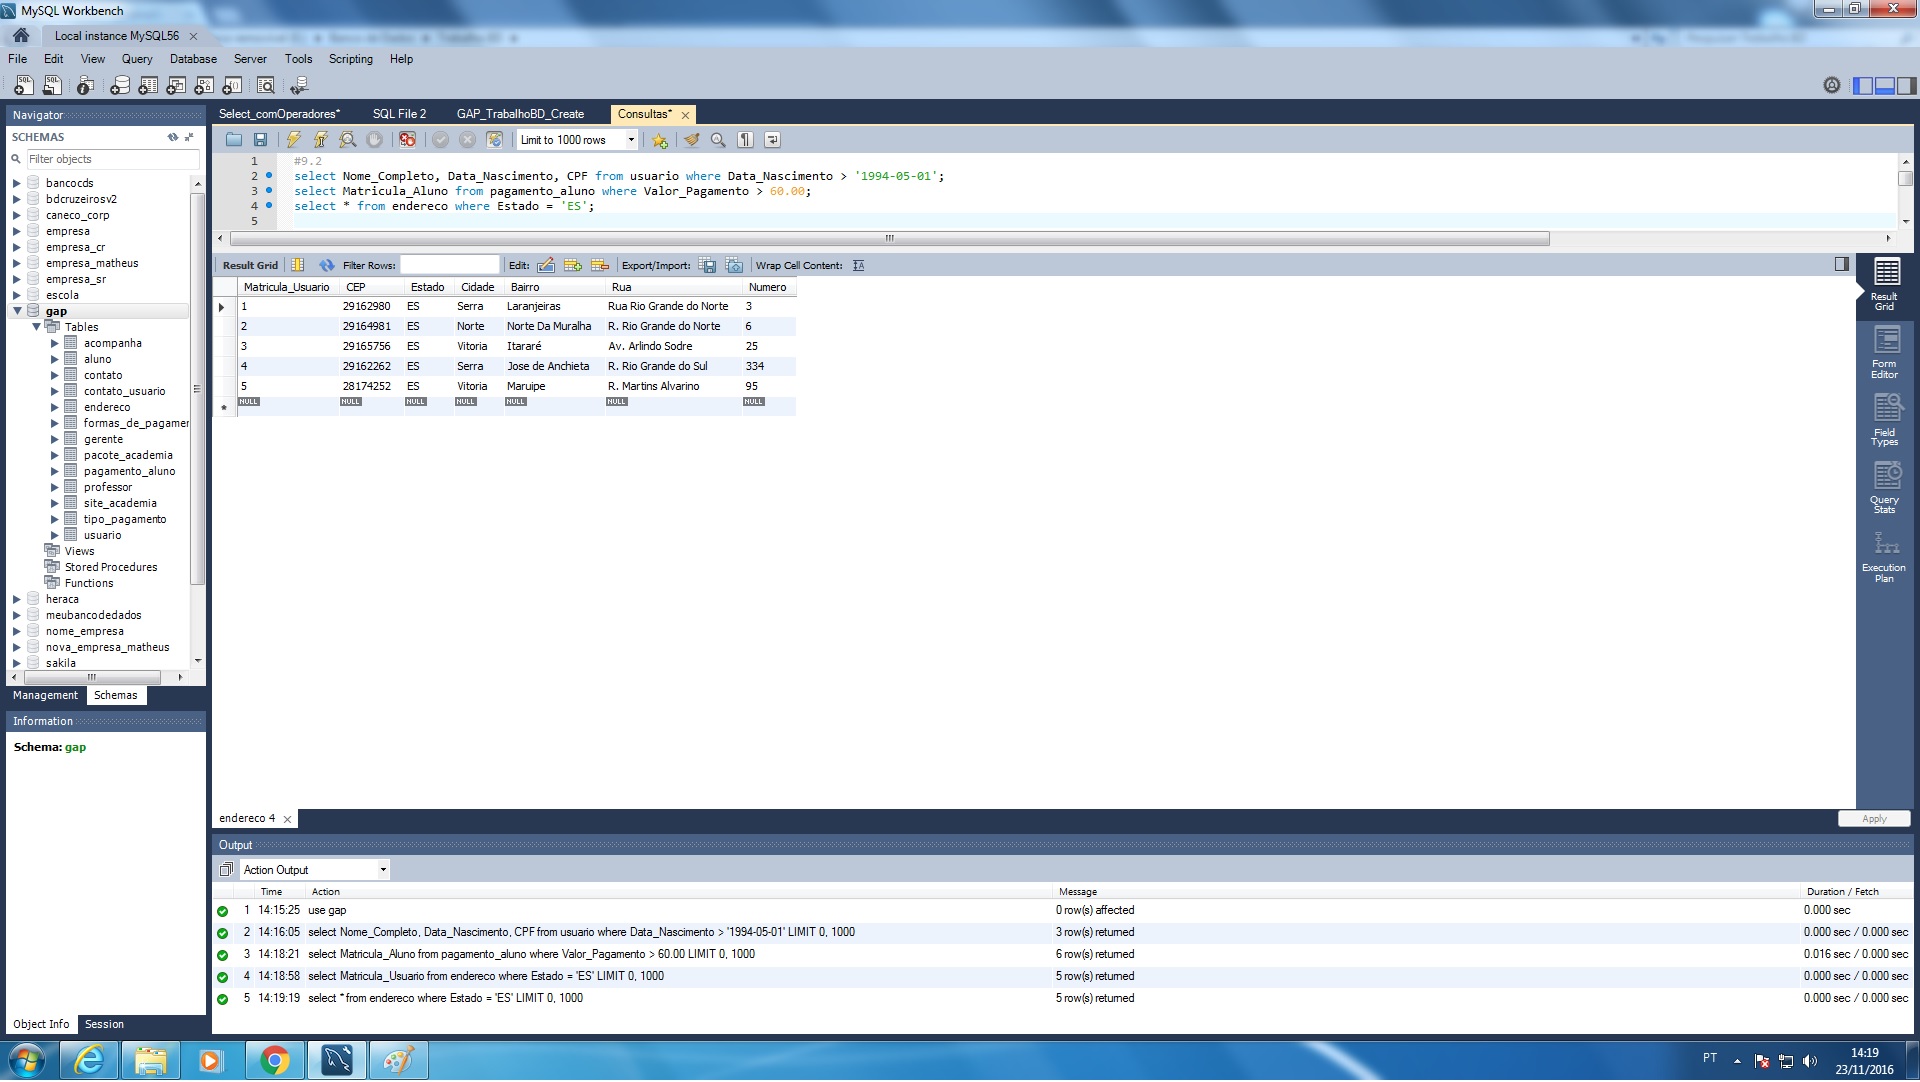 MySQL Workbench
Local instance MySQL56
File Edit View Query Database Server Tools Scripting Help
Navigator
SCHEMAS
Filter objects
bancocds
bdcruzeirosv2
caneco_corp
empresa
empresa_cr
empresa_matheus
empresa_sr
escola
gap
Tables
acompanha
aluno
contato
contato_usuario
endereco
formas_de_pagamer
gerente
pacote_academia
pagamento_aluno
professor
site_academia
tipo_pagamento
usuario
Views
Stored Procedures
Functions
heraca
meubancodedados
nome_empresa
nova_empresa_matheus
sakila
Management Schemas
Information
Schema: gap
Object Info Session
Select_comOperadores* SQL File 2 GAP_TrabalhoBD_Create Consultas*
Limit to 1000 rows
1 #9.2
2 select Nome_Completo, Data_Nascimento, CPF from usuario where Data_Nascimento > '1994-05-01';
3 select Matricula_Aluno from pagamento_aluno where Valor_Pagamento > 60.00;
4 select * from endereco where Estado = 'ES';
5
Result Grid Filter Rows: Edit: Export/Import: Wrap Cell Content:
Matricula_Usuario CEP Estado Cidade Bairro Rua Numero
1 29162980 ES Serra Laranjeiras Rua Rio Grande do Norte 3
2 29164981 ES Norte Norte Da Muralha R. Rio Grande do Norte 6
3 29165756 ES Vitoria Itararé Av. Arlindo Sodre 25
4 29162262 ES Serra Jose de Anchieta R. Rio Grande do Sul 334
5 28174252 ES Vitoria Maruipe R. Martins Alvarino 95
NULL NULL NULL NULL NULL NULL NULL
Result
Grid
Form
Editor
Field
Types
Query
Stats
Execution
Plan
endereco 4
Apply
Output
Action Output
Time Action Message Duration / Fetch
1 14:15:25 use gap 0 row(s) affected 0.000 sec
2 14:16:05 select Nome_Completo, Data_Nascimento, CPF from usuario where Data_Nascimento > '1994-05-01' LIMIT 0, 1000 3 row(s) returned 0.000 sec / 0.000 sec
3 14:18:21 select Matricula_Aluno from pagamento_aluno where Valor_Pagamento > 60.00 LIMIT 0, 1000 6 row(s) returned 0.016 sec / 0.000 sec
4 14:18:58 select Matricula_Usuario from endereco where Estado = 'ES' LIMIT 0, 1000 5 row(s) returned 0.000 sec / 0.000 sec
5 14:19:19 select * from endereco where Estado = 'ES' LIMIT 0, 1000 5 row(s) returned 0.000 sec / 0.000 sec
PT
14:19
23/11/2016